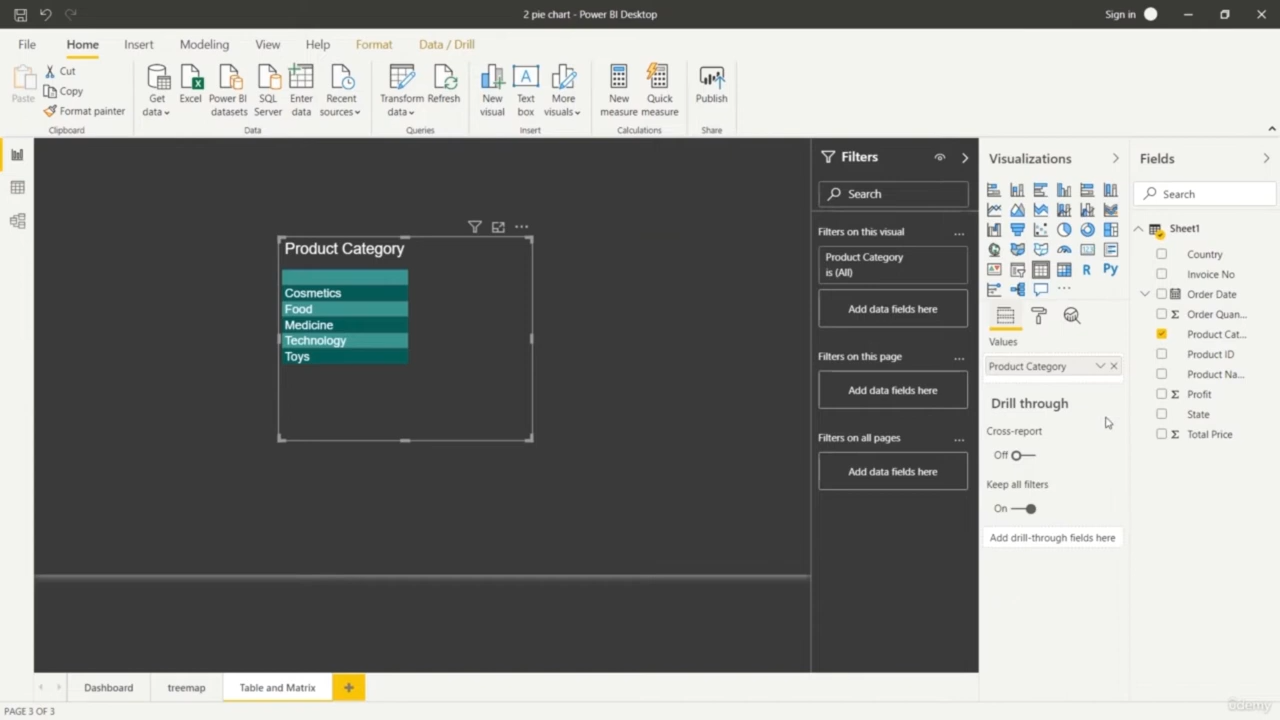 2 pie chart - Power BI Desktop
Sign in
File Home Insert Modeling View Help Format Data / Drill
Paste
Cut
Copy
Format painter
Clipboard
Get data
Excel
Power BI datasets
SQL Server
Enter data
Recent sources
Data
Transform data
Refresh
Queries
New visual
Text box
More visuals
Insert
New measure
Quick measure
Calculations
Publish
Share
Product Category
Cosmetics
Food
Medicine
Technology
Toys
Filters
Search
Filters on this visual
Product Category
is (All)
Add data fields here
Filters on this page
Add data fields here
Filters on all pages
Add data fields here
Visualizations
R Py
Values
Product Category
Drill through
Cross-report
Off
Keep all filters
On
Add drill-through fields here
Fields
Search
Sheet1
Country
Invoice No
Order Date
Σ Order Quan...
Product Cat...
Product ID
Product Na...
Σ Profit
State
Σ Total Price
Dashboard treemap Table and Matrix +
PAGE 3 OF 3
ûdemy